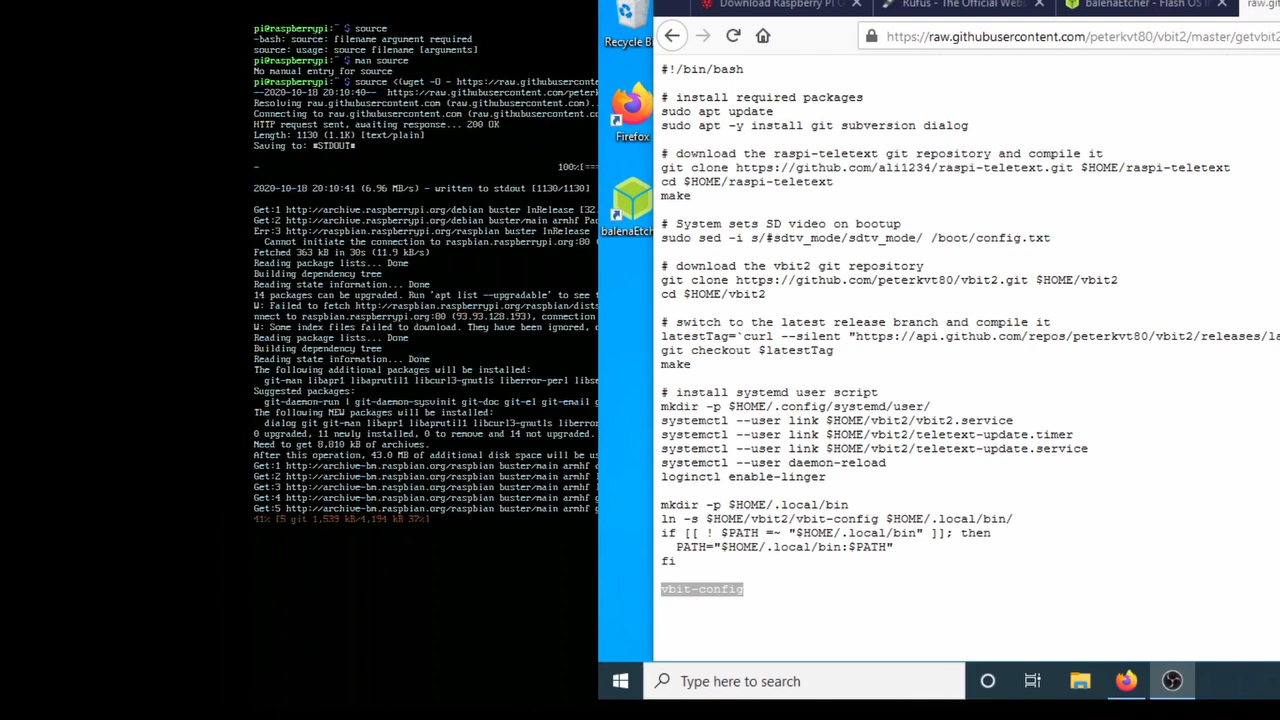 pi@raspberrypi:~ $ source
-bash: source: filename argument required
source: usage: source filename [arguments]
pi@raspberrypi:~ $ man source
No manual entry for source
pi@raspberrypi:~ $ source <(wget -O - https://raw.githubuserconte
--2020-10-18 20:10:40--  https://raw.githubusercontent.com/peterk
Resolving raw.githubusercontent.com (raw.githubusercontent.com)..
Connecting to raw.githubusercontent.com (raw.githubusercontent.co
HTTP request sent, awaiting response... 200 OK
Length: 1130 (1.1K) [text/plain]
Saving to: ■STDOUT■
-                                                  100%[===
2020-10-18 20:10:41 (6.96 MB/s) - written to stdout [1130/1130]
Get:1 http://archive.raspberrypi.org/debian buster InRelease [32.
Get:2 http://archive.raspberrypi.org/debian buster/main armhf Pac
Err:3 http://raspbian.raspberrypi.org/raspbian buster InRelease
  Cannot initiate the connection to raspbian.raspberrypi.org:80 (
Fetched 363 kB in 30s (11.9 kB/s)
Reading package lists... Done
Building dependency tree
Reading state information... Done
14 packages can be upgraded. Run 'apt list --upgradable' to see t
W: Failed to fetch http://raspbian.raspberrypi.org/raspbian/dists
nnect to raspbian.raspberrypi.org:80 (93.93.128.193), connection
W: Some index files failed to download. They have been ignored, o
Reading package lists... Done
Building dependency tree
Reading state information... Done
The following additional packages will be installed:
  git-man libapr1 libaprutil1 libcurl3-gnutls liberror-perl libse
Suggested packages:
  git-daemon-run | git-daemon-sysvinit git-doc git-el git-email g
The following NEW packages will be installed:
  dialog git git-man libapr1 libaprutil1 libcurl3-gnutls liberror
0 upgraded, 11 newly installed, 0 to remove and 14 not upgraded.
Need to get 8,810 kB of archives.
After this operation, 43.0 MB of additional disk space will be us
Get:1 http://archive-bm.raspbian.org/raspbian buster/main armhf d
Get:2 http://archive-bm.raspbian.org/raspbian buster/main armhf l
Get:3 http://archive-bm.raspbian.org/raspbian buster/main armhf l
Get:4 http://archive-bm.raspbian.org/raspbian buster/main armhf g
Get:5 http://archive-bm.raspbian.org/raspbian buster/main armhf g
41% [5 git 1,539 kB/4,194 kB 37%]
Recycle B
Firefox
balenaEtch
Download Raspberry Pi O
Rufus - The Official Webs
balenaEtcher - Flash OS i
raw.git
https://raw.githubusercontent.com/peterkvt80/vbit2/master/getvbit2
#!/bin/bash
# install required packages
sudo apt update
sudo apt -y install git subversion dialog
# download the raspi-teletext git repository and compile it
git clone https://github.com/ali1234/raspi-teletext.git $HOME/raspi-teletext
cd $HOME/raspi-teletext
make
# System sets SD video on bootup
sudo sed -i s/#sdtv_mode/sdtv_mode/ /boot/config.txt
# download the vbit2 git repository
git clone https://github.com/peterkvt80/vbit2.git $HOME/vbit2
cd $HOME/vbit2
# switch to the latest release branch and compile it
latestTag=`curl --silent "https://api.github.com/repos/peterkvt80/vbit2/releases/la
git checkout $latestTag
make
# install systemd user script
mkdir -p $HOME/.config/systemd/user/
systemctl --user link $HOME/vbit2/vbit2.service
systemctl --user link $HOME/vbit2/teletext-update.timer
systemctl --user link $HOME/vbit2/teletext-update.service
systemctl --user daemon-reload
loginctl enable-linger
mkdir -p $HOME/.local/bin
ln -s $HOME/vbit2/vbit-config $HOME/.local/bin/
if [[ ! $PATH =~ "$HOME/.local/bin" ]]; then
  PATH="$HOME/.local/bin:$PATH"
fi
vbit-config
Type here to search